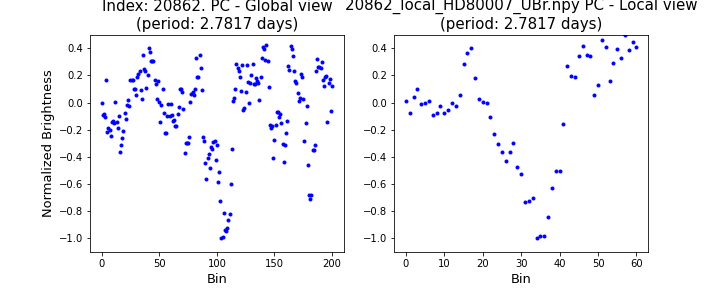 Index: 20862. PC - Global view
(period: 2.7817 days)
20862_local_HD80007_UBr.npy PC - Local view
(period: 2.7817 days)
Normalized Brightness
0.4
0.2
0.0
−0.2
−0.4
−0.6
−0.8
−1.0
0 50 100 150 200
Bin
0.4
0.2
0.0
−0.2
−0.4
−0.6
−0.8
−1.0
0 10 20 30 40 50 60
Bin